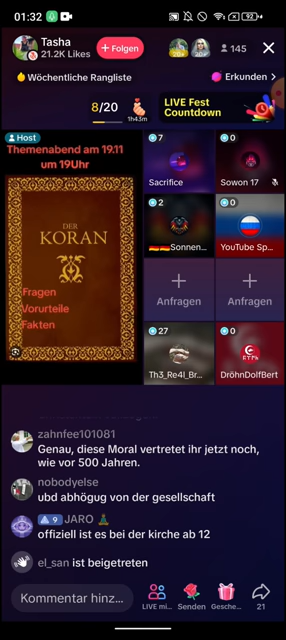 01:32
92
Tasha
21.2K Likes
+ Folgen
20+
20+
145
Wöchentliche Rangliste
Erkunden >
8/20
1h43m
LIVE Fest
Countdown
Host
Themenabend am 19.11
um 19Uhr
DER
KORAN
Fragen
Vorurteile
Fakten
7
Sacrifice
0
Sowon 17
2
Sonnen...
0
YouTube Sp...
Anfragen
Anfragen
27
Th3_Re4l_Br...
0
DröhnDolfBert
zahnfee101081
Genau, diese Moral vertretet ihr jetzt noch,
wie vor 500 Jahren.
nobodyelse
ubd abhögug von der gesellschaft
9 JARO
offiziell ist es bei der kirche ab 12
el_san ist beigetreten
Kommentar hinz...
LIVE mi...
Senden
Gesche...
21